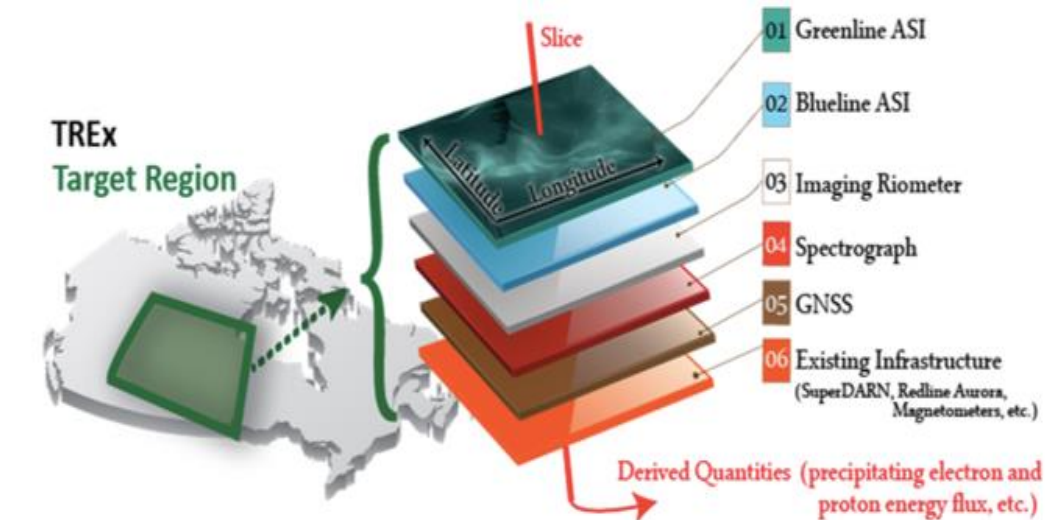 Slice
01 Greenline ASI
02 Blueline ASI
TREx
Target Region
Latitude
Longitude
03 Imaging Riometer
04 Spectrograph
05 GNSS
06 Existing Infrastructure
(SuperDARN, Redline Aurora,
Magnetometers, etc.)
Derived Quantities (precipitating electron and
proton energy flux, etc.)